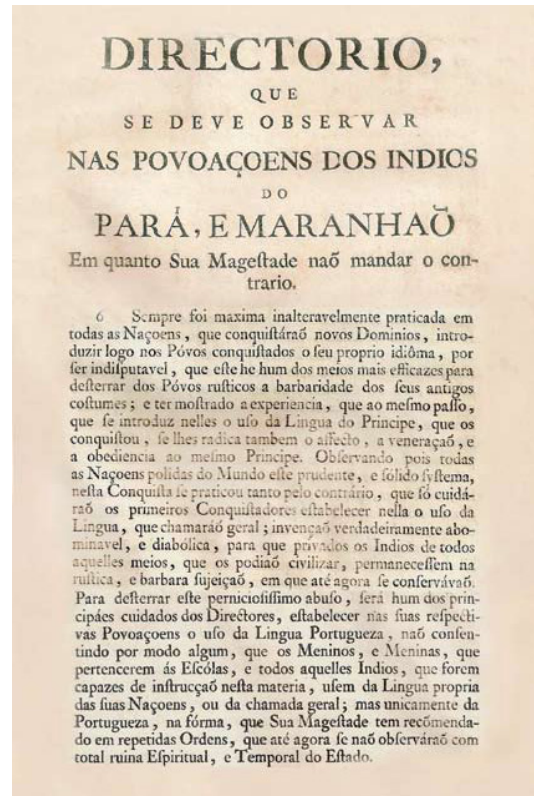 DIRECTORIO,
QUE
SE DEVE OBSERVAR
NAS POVOAÇOENS DOS INDIOS
DO
PARÁ, E MARANHAÕ
Em quanto Sua Mageſtade naõ mandar o con-
trario.
6 Sempre foi maxima inalteravelmente praticada em
todas as Naçoens, que conquiſtáraõ novos Dominios, intro-
duzir logo nos Póvos conquiſtados o ſeu proprio idiôma, por
ſer indiſputavel, que eſte he hum dos meios mais efficazes para
deſterrar dos Póvos ruſticos a barbaridade dos ſeus antigos
coſtumes; e ter moſtrado a experiencia, que ao meſmo paſſo,
que ſe introduz nelles o uſo da Lingua do Principe, que os
conquiſtou, ſe lhes radîca tambem o affecto, a veneraçaõ, e
a obediencia ao meſmo Principe. Obſervando pois todas
as Naçoens polîdas do Mundo eſte prudente, e ſólido ſyſtema,
neſta Conquiſta ſe praticou tanto pelo contrário, que ſó cuidá-
raõ os primeiros Conquiſtadores eſtabelecer nella o uſo da
Lingua, que chamaráõ geral; invençaõ verdadeiramente abo-
minavel, e diabólica, para que privados os Indios de todos
aquelles meios, que os podiaõ civilizar, permaneceſſem na
ruſtica, e barbara ſujeiçaõ, em que até agora ſe conſervávaõ.
Para deſterrar eſte pernicioſiſſimo abuſo, ſerá hum dos prin-
cipáes cuidados dos Directores, eſtabelecer nas ſuas reſpecti-
vas Povoaçoens o uſo da Lingua Portugueza, naõ conſen-
tindo por modo algum, que os Meninos, e Meninas, que
pertencerem ás Eſcólas, e todos aquelles Indios, que forem
capazes de inſtrucçaõ neſta materia, uſem da Lingua propria
das ſuas Naçoens, ou da chamada geral; mas unicamente da
Portugueza, na fórma, que Sua Mageſtade tem recõmenda-
do em repetidas Ordens, que até agora ſe naõ obſerváraõ com
total ruina Eſpiritual, e Temporal do Eſtado.